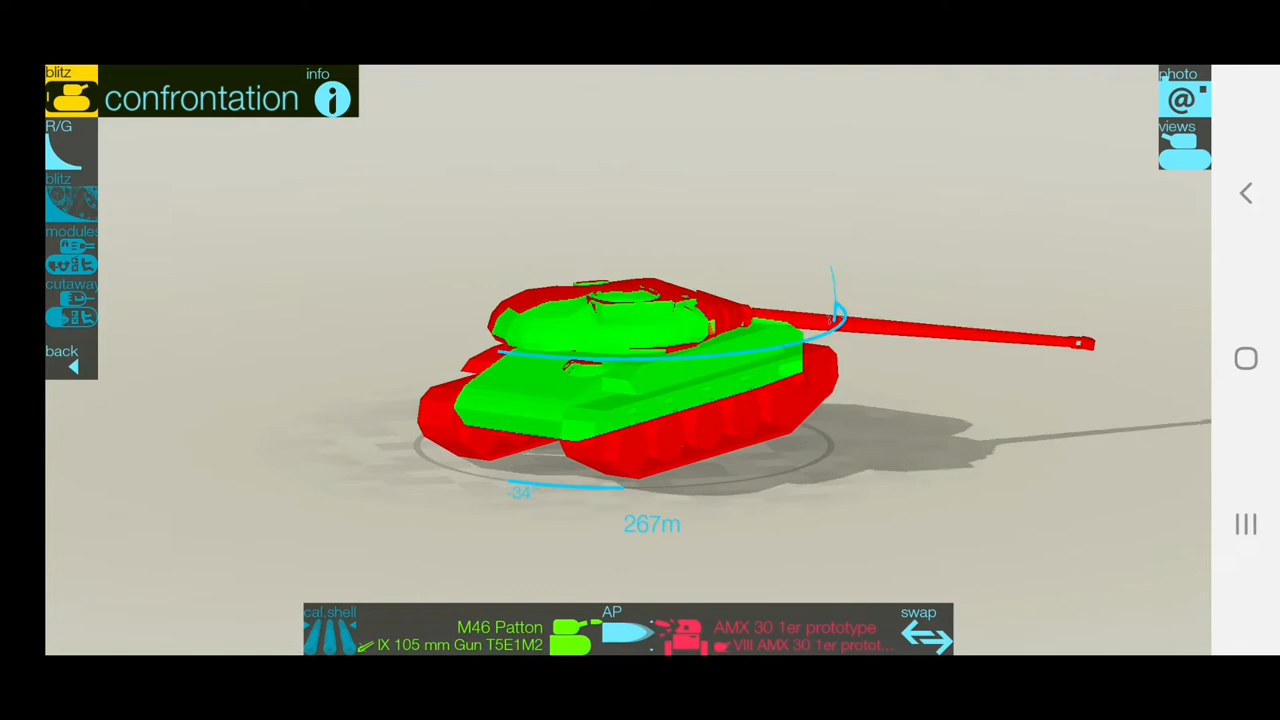 blitz
confrontation
info
R/G
blitz
modules
cutaway
back
photo
@
views
-34°
267m
cal.shell
M46 Patton
IX 105 mm Gun T5E1M2
AP
AMX 30 1er prototype
VIII AMX 30 1er protot...
swap